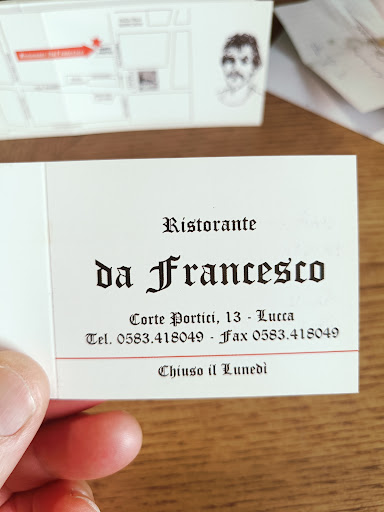 Ristorante
da Francesco
Corte Portici, 13 - Lucca
Tel. 0583.418049 - Fax 0583.418049
Chiuso il Lunedì